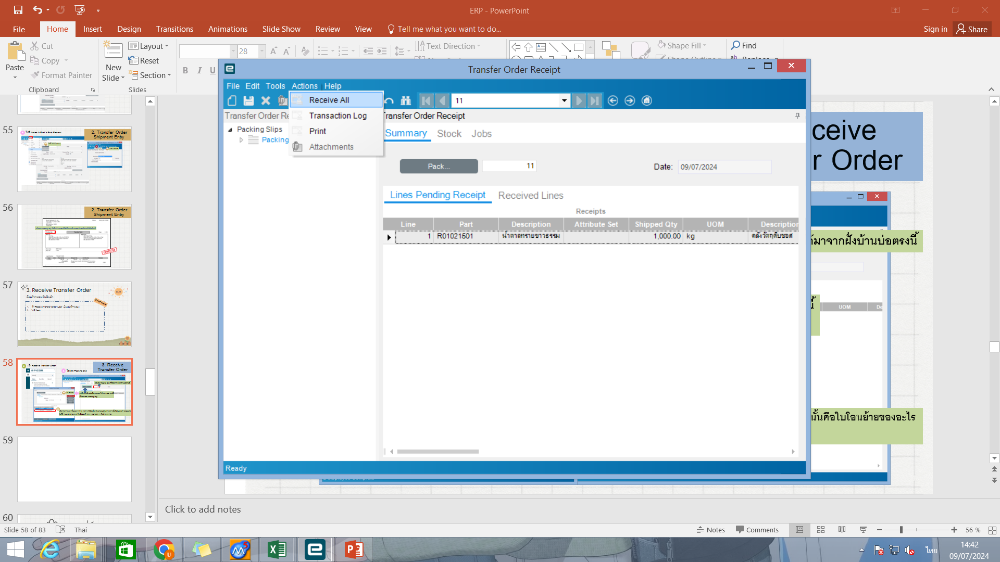 ERP - PowerPoint
File Home Insert Design Transitions Animations Slide Show Review View Tell me what you want to do... Sign in Share
Paste
Cut
Copy
Format Painter
Clipboard
New
Slide
Layout
Reset
Section
Slides
28
B I U
Text Direction
Shape Fill
Find
55
2. Transfer Order
Shipment Entry
56
2. Transfer Order
Shipment Entry
57
3. Receive Transfer Order
58
3. Receive
Transfer Order
59
60
Transfer Order Receipt
File Edit Tools Actions Help
11
Receive All
Transaction Log
Print
Attachments
Transfer Order Re
Packing Slips
Packing
Transfer Order Receipt
Summary Stock Jobs
Pack... 11 Date: 09/07/2024
Lines Pending Receipt Received Lines
Receipts
Line Part Description Attribute Set Shipped Qty UOM Description
1 R01021501 น้ำตาลทรายขาวธรรม 1,000.00 kg คลังวัตถุดิบซอส
Ready
ceive
r Order
มาจากฝั่งบ้านบ่อตรงนี้
UOM De
นั้นคือใบโอนย้ายของอะไร
Click to add notes
Slide 58 of 83 Thai Notes Comments 56 %
ไทย
14:42
09/07/2024